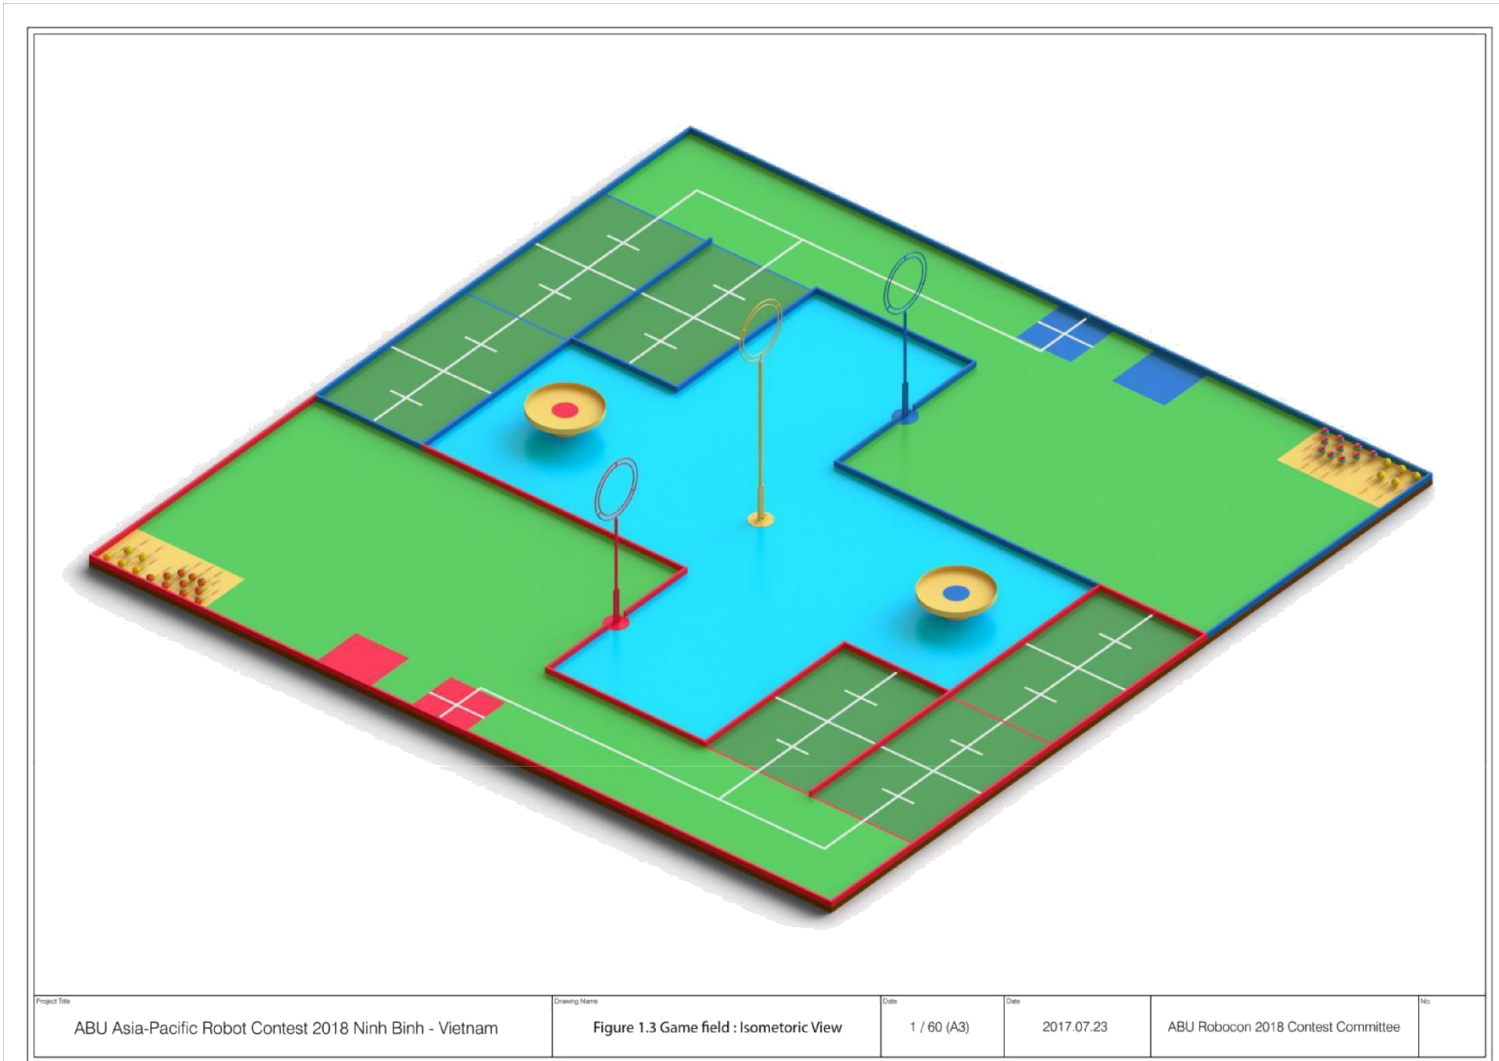 Project Title
ABU Asia-Pacific Robot Contest 2018 Ninh Binh - Vietnam
Drawing Name
Figure 1.3 Game field : Isometoric View
Date
1 / 60 (A3)
Date
2017.07.23
ABU Robocon 2018 Contest Committee
No.